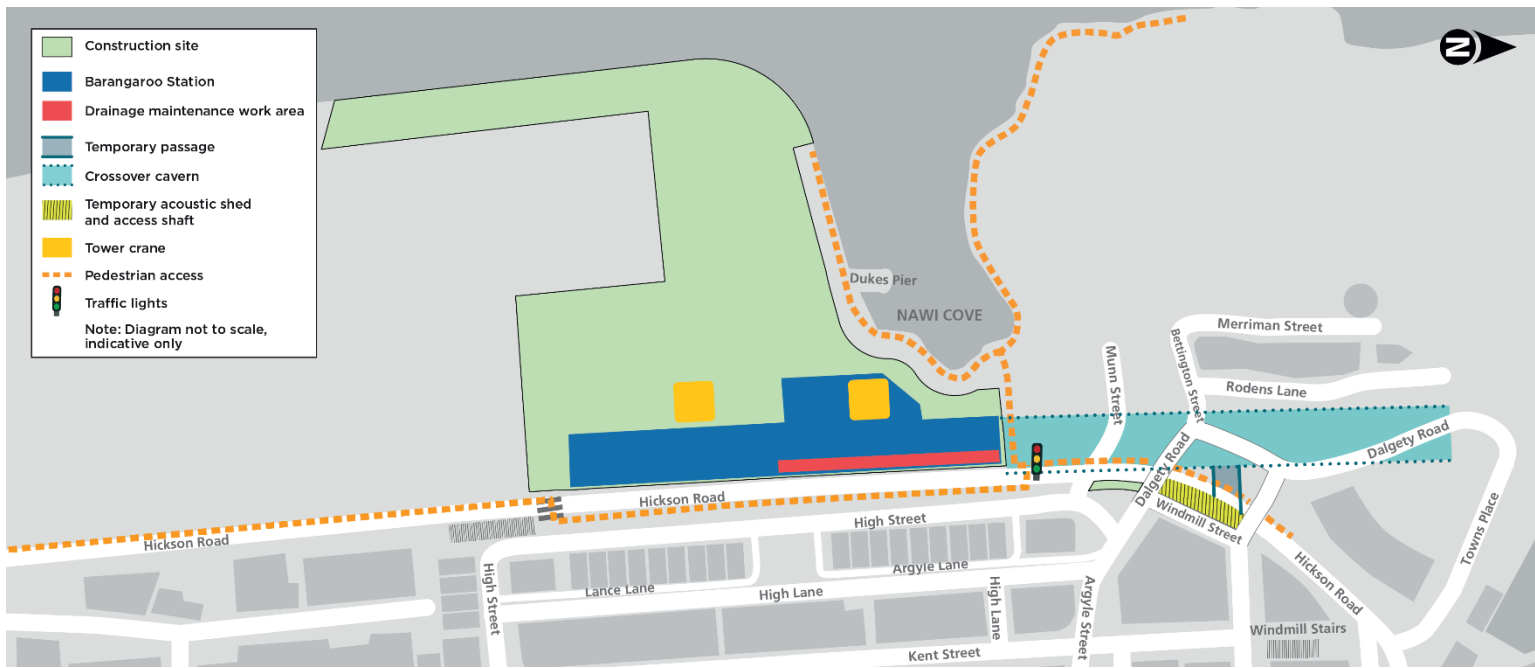 Construction site
Barangaroo Station
Drainage maintenance work area
Temporary passage
Crossover cavern
Temporary acoustic shed
and access shaft
Tower crane
Pedestrian access
Traffic lights
Note: Diagram not to scale,
indicative only
N
Dukes Pier
NAWI COVE
Merriman Street
Bettington Street
Munn Street
Rodens Lane
Dalgety Road
Dalgety Road
Hickson Road
Hickson Road
Windmill Street
Towns Place
High Street
High Street
Hickson Road
Argyle Lane
Lance Lane
High Lane
High Lane
Argyle Street
Windmill Stairs
Kent Street